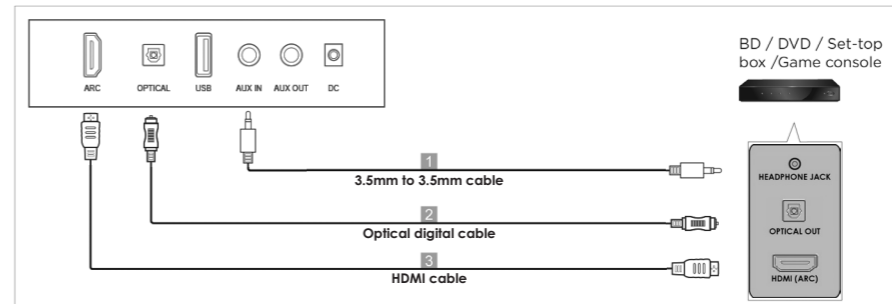 ARC OPTICAL USB AUX IN AUX OUT DC
BD / DVD / Set-top
box /Game console
1
3.5mm to 3.5mm cable
2
Optical digital cable
3
HDMI cable
HEADPHONE JACK
OPTICAL OUT
HDMI (ARC)